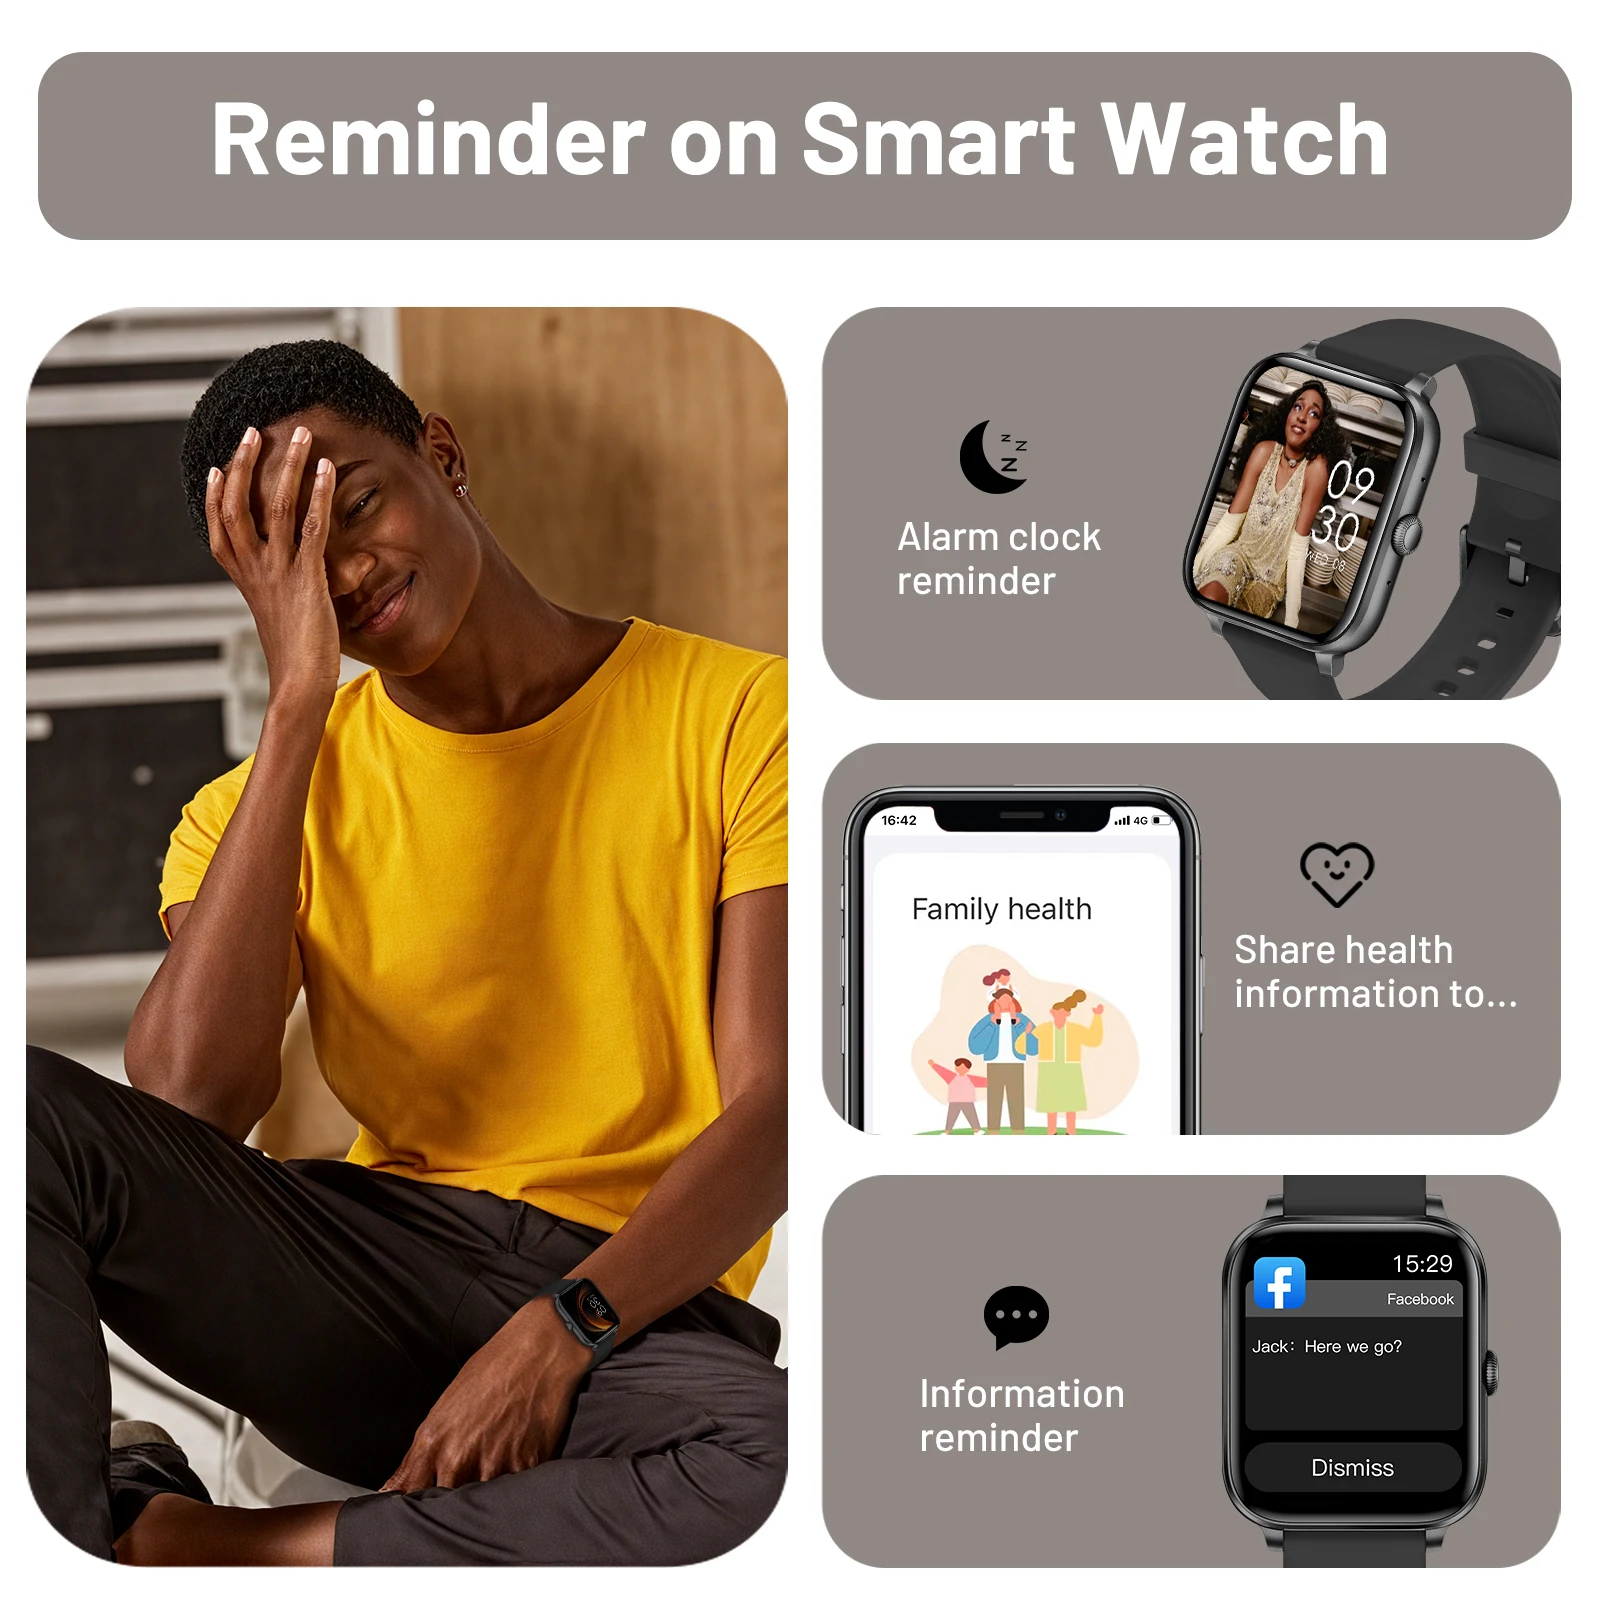 Reminder on Smart Watch
z
z
z
Alarm clock
reminder
09
30
WED 08
16:42
4G
Family health
Share health
information to...
Information
reminder
15:29
Facebook
Jack: Here we go?
Dismiss